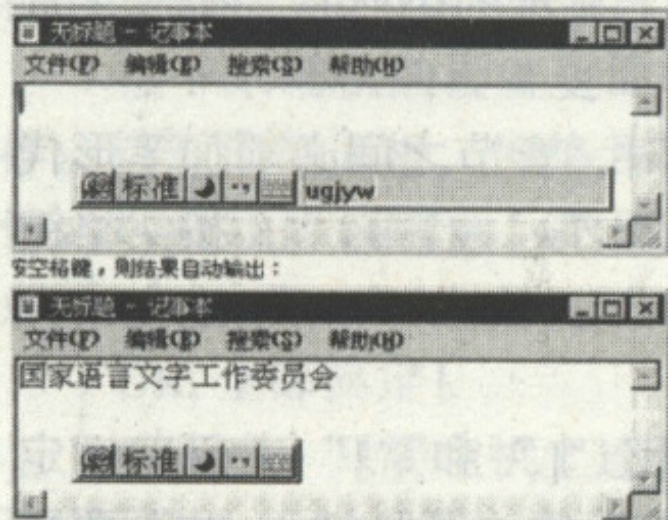 无标题 - 记事本
文件(F) 编辑(E) 搜索(S) 帮助(H)
标准 ugjyw
按空格键,则结果自动输出:
无标题 - 记事本
文件(F) 编辑(E) 搜索(S) 帮助(H)
国家语言文字工作委员会
标准